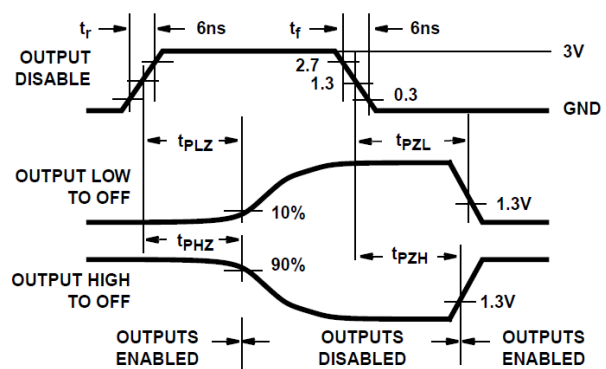 tr 6ns tf 6ns
OUTPUT
DISABLE
2.7
1.3
0.3
3V
GND
tPLZ tPZL
OUTPUT LOW
TO OFF
10%
1.3V
tPHZ
90%
tPZH
OUTPUT HIGH
TO OFF
1.3V
OUTPUTS
ENABLED
OUTPUTS
DISABLED
OUTPUTS
ENABLED